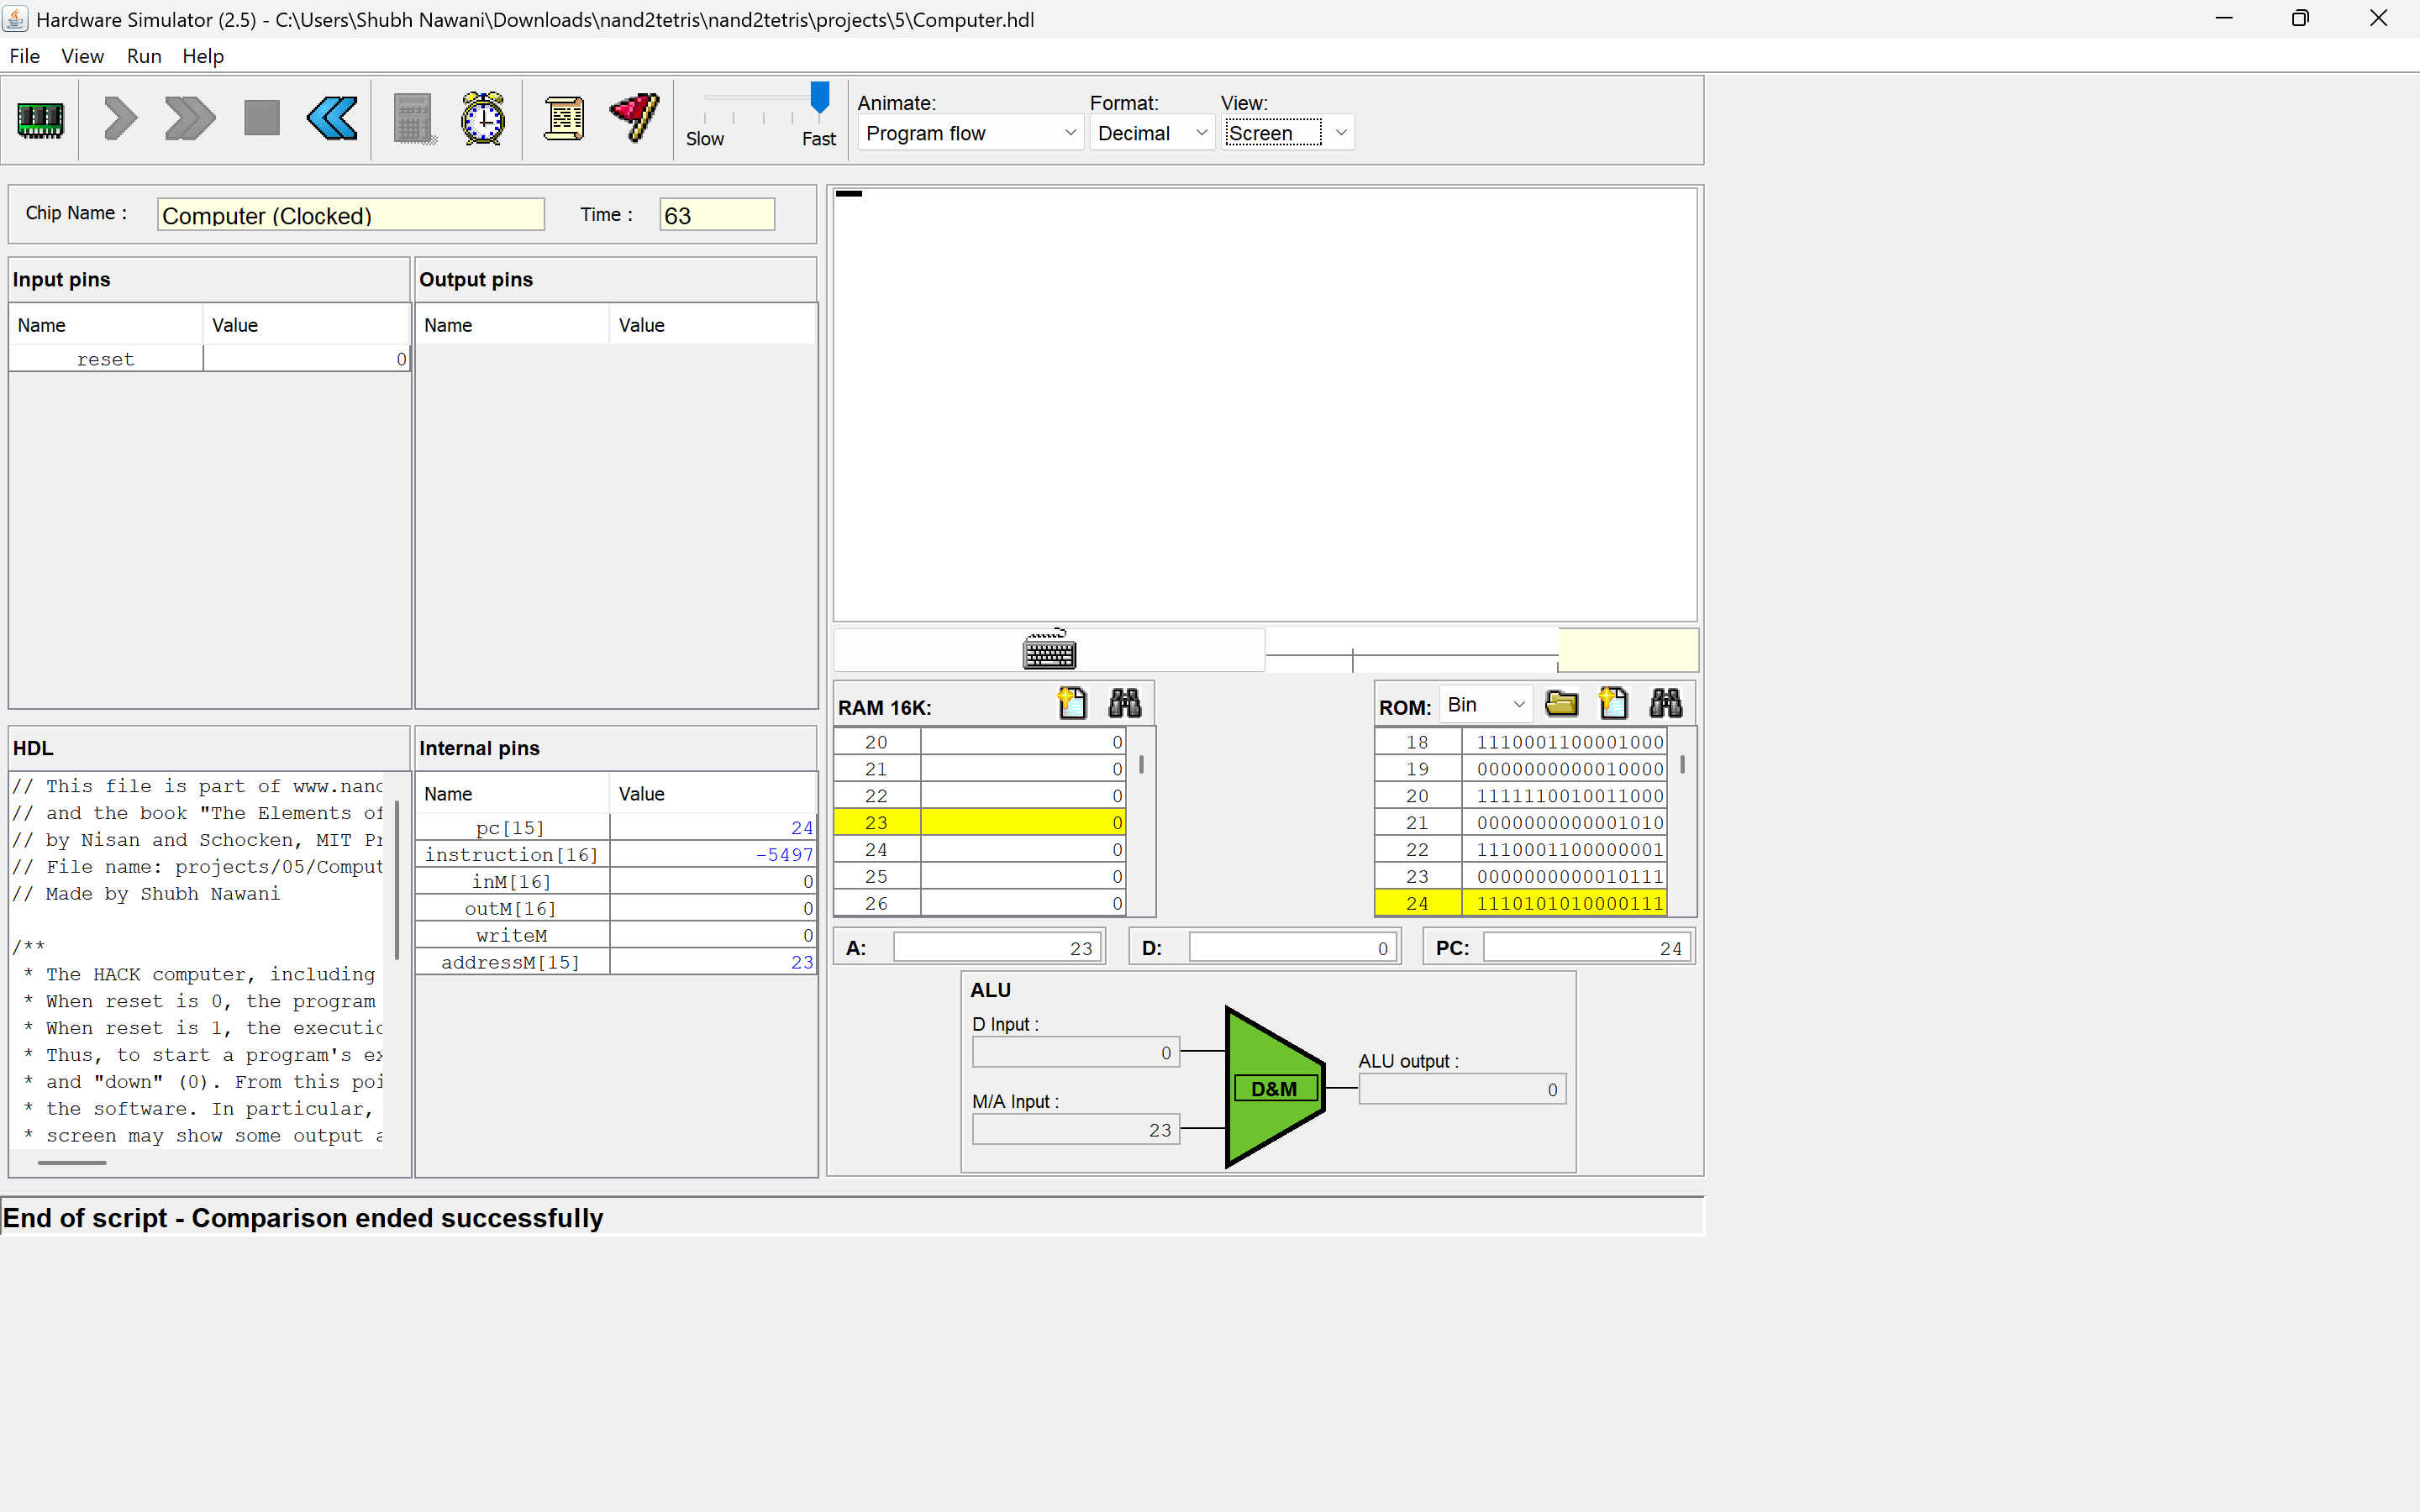 Hardware Simulator (2.5) - C:\Users\Shubh Nawani\Downloads\nand2tetris\nand2tetris\projects\5\Computer.hdl
File View Run Help
Slow Fast
Animate: Format: View:
Program flow Decimal Screen
Chip Name : Computer (Clocked) Time : 63
Input pins
Name Value
reset 0
Output pins
Name Value
HDL
// This file is part of www.nand
// and the book "The Elements of
// by Nisan and Schocken, MIT Pr
// File name: projects/05/Comput
// Made by Shubh Nawani
/**
* The HACK computer, including
* When reset is 0, the program
* When reset is 1, the executio
* Thus, to start a program's ex
* and "down" (0). From this poi
* the software. In particular,
* screen may show some output a
Internal pins
Name Value
pc[15] 24
instruction[16] -5497
inM[16] 0
outM[16] 0
writeM 0
addressM[15] 23
RAM 16K:
20 0
21 0
22 0
23 0
24 0
25 0
26 0
ROM: Bin
18 1110001100001000
19 0000000000010000
20 1111110010011000
21 0000000000001010
22 1110001100000001
23 0000000000010111
24 1110101010000111
A: 23 D: 0 PC: 24
ALU
D Input :
0
M/A Input :
23
D&M
ALU output :
0
End of script - Comparison ended successfully